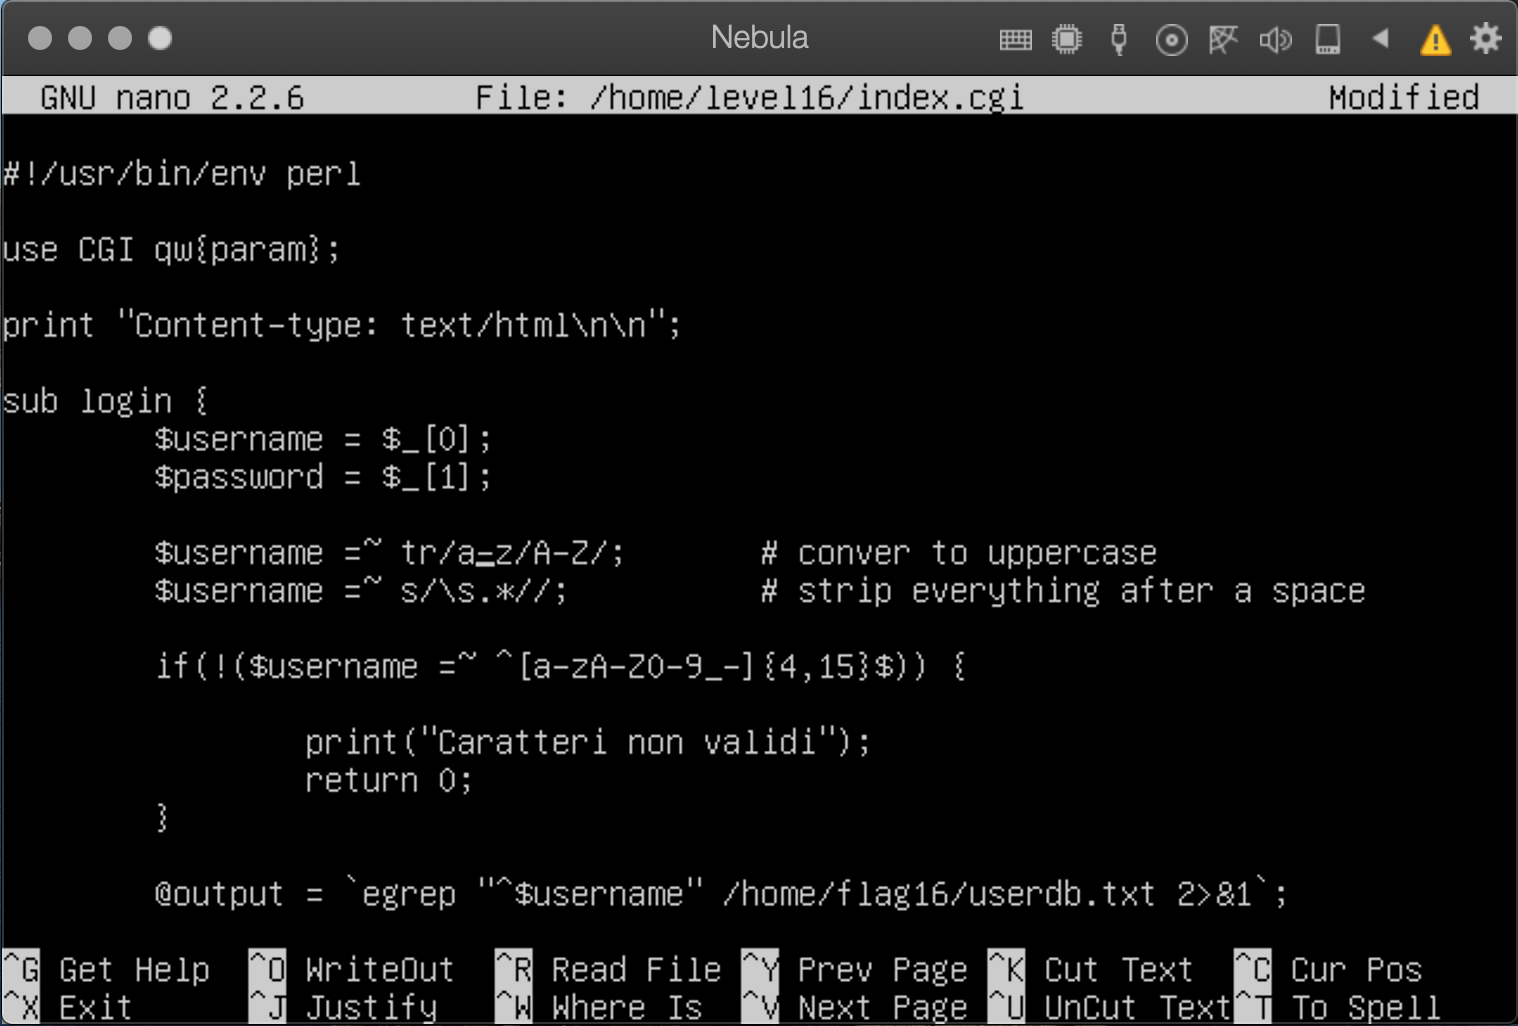 Nebula
GNU nano 2.2.6 File: /home/level16/index.cgi Modified
#!/usr/bin/env perl
use CGI qw{param};
print "Content-type: text/html\n\n";
sub login {
$username = $_[0];
$password = $_[1];
$username =~ tr/a-z/A-Z/; # conver to uppercase
$username =~ s/\s.*//; # strip everything after a space
if(!($username =~ ^[a-zA-Z0-9_-]{4,15}$)) {
print("Caratteri non validi");
return 0;
}
@output = `egrep "^$username" /home/flag16/userdb.txt 2>&1`;
^G Get Help ^O WriteOut ^R Read File ^Y Prev Page ^K Cut Text ^C Cur Pos
^X Exit ^J Justify ^W Where Is ^V Next Page ^U UnCut Text ^T To Spell